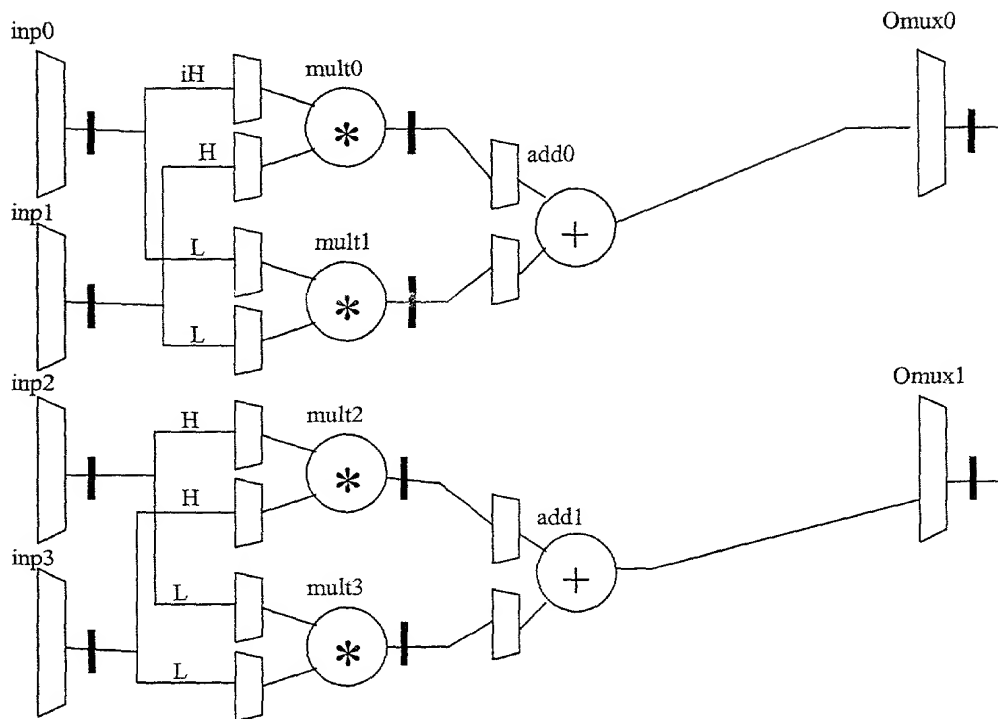 inp0
Omux0
iH
mult0
*
H
add0
+
inp1
L
mult1
*
L
inp2
Omux1
H
mult2
*
H
add1
+
inp3
L
mult3
*
L